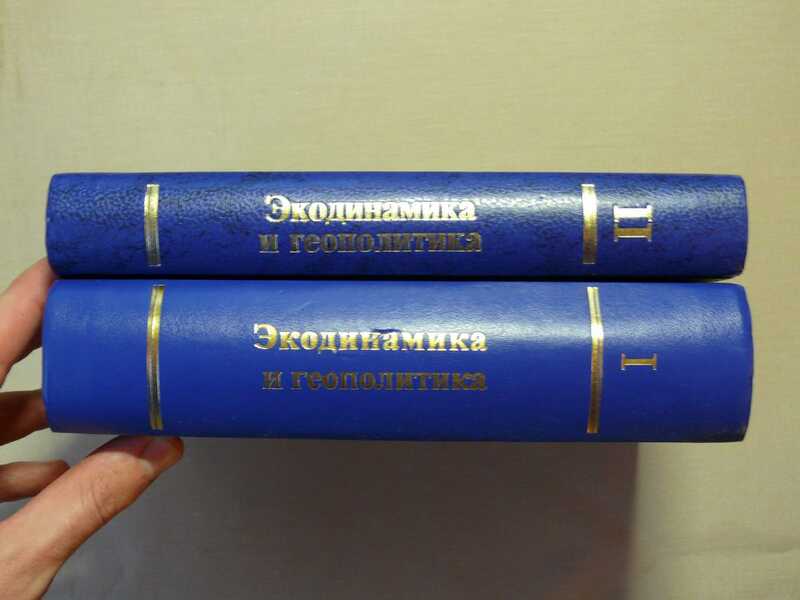 Экодинамика
и геополитика
II
Экодинамика
и геополитика
I